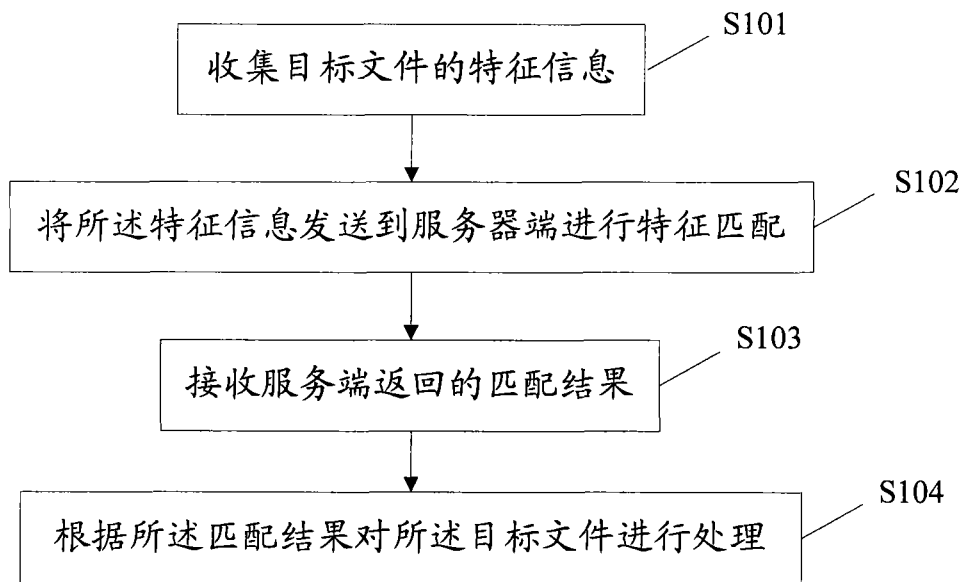 S101
收集目标文件的特征信息
S102
将所述特征信息发送到服务器端进行特征匹配
S103
接收服务端返回的匹配结果
S104
根据所述匹配结果对所述目标文件进行处理